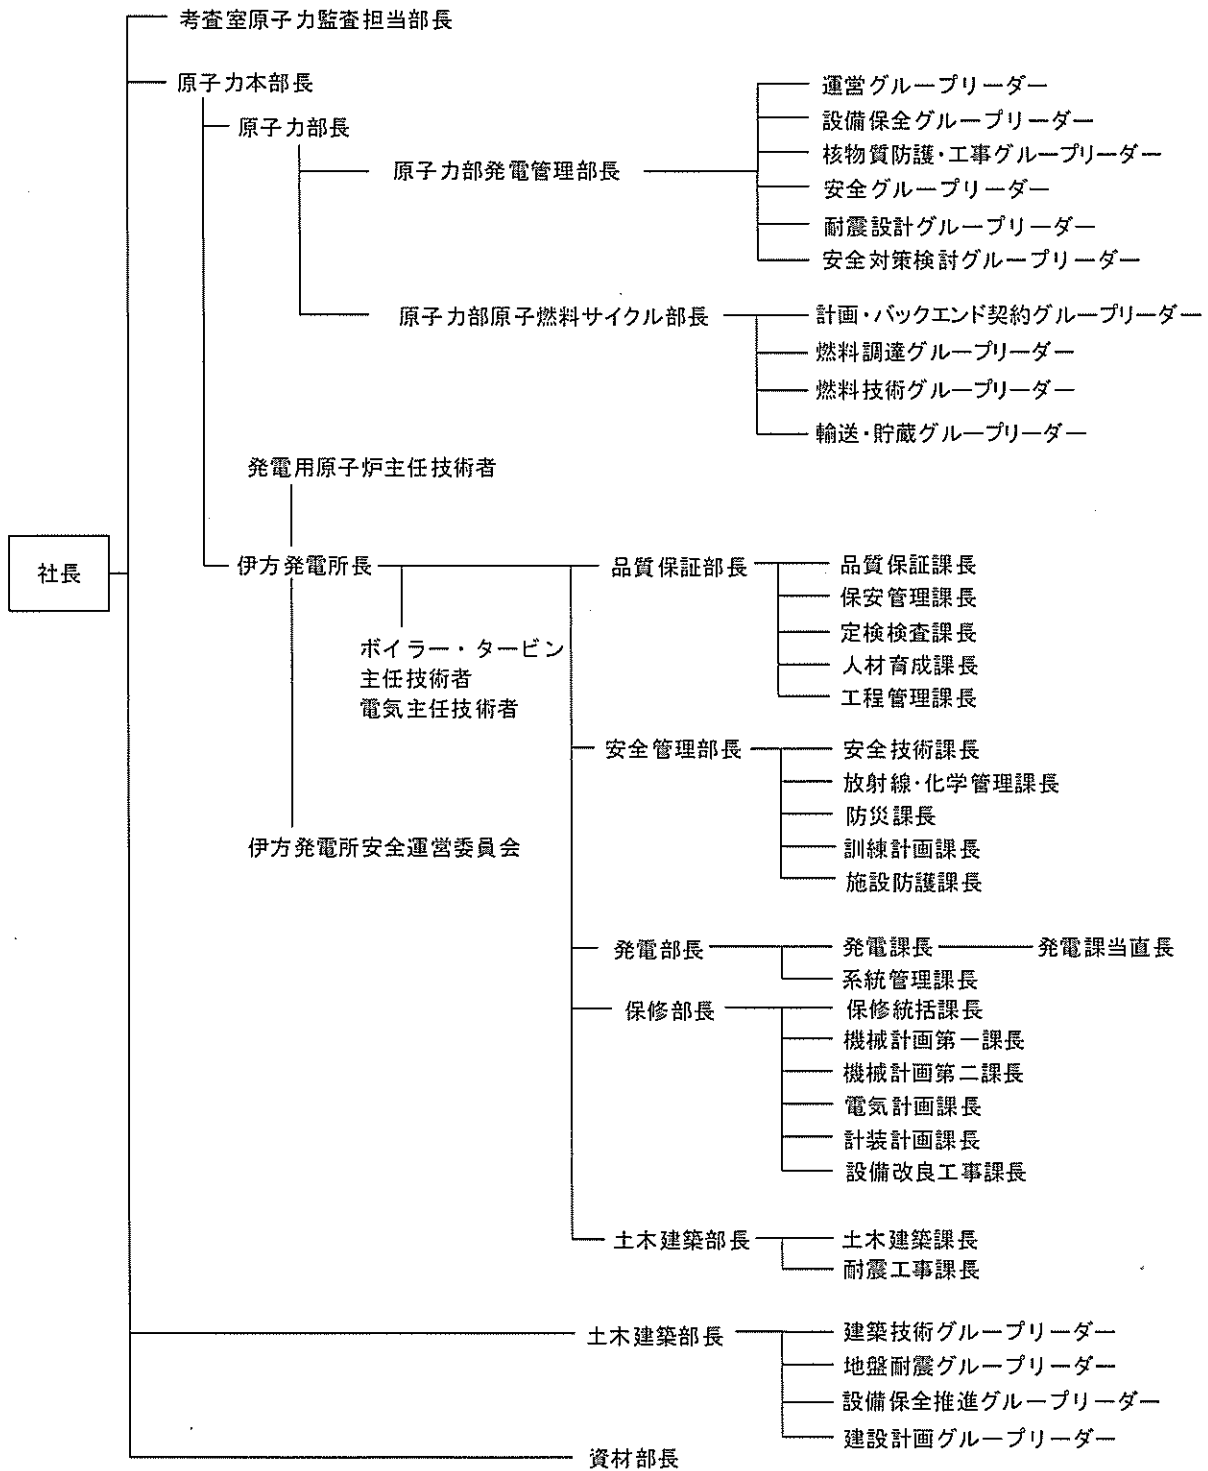 考査室原子力監査担当部長
原子力本部長
原子力部長
原子力部発電管理部長
運営グループリーダー
設備保全グループリーダー
核物質防護・工事グループリーダー
安全グループリーダー
耐震設計グループリーダー
安全対策検討グループリーダー
原子力部原子燃料サイクル部長
計画・バックエンド契約グループリーダー
燃料調達グループリーダー
燃料技術グループリーダー
輸送・貯蔵グループリーダー
発電用原子炉主任技術者
社長
伊方発電所長
ボイラー・タービン
主任技術者
電気主任技術者
伊方発電所安全運営委員会
品質保証部長
品質保証課長
保安管理課長
定検検査課長
人材育成課長
工程管理課長
安全管理部長
安全技術課長
放射線・化学管理課長
防災課長
訓練計画課長
施設防護課長
発電部長
発電課長
発電課当直長
系統管理課長
保修部長
保修統括課長
機械計画第一課長
機械計画第二課長
電気計画課長
計装計画課長
設備改良工事課長
土木建築部長
土木建築課長
耐震工事課長
土木建築部長
建築技術グループリーダー
地盤耐震グループリーダー
設備保全推進グループリーダー
建設計画グループリーダー
資材部長